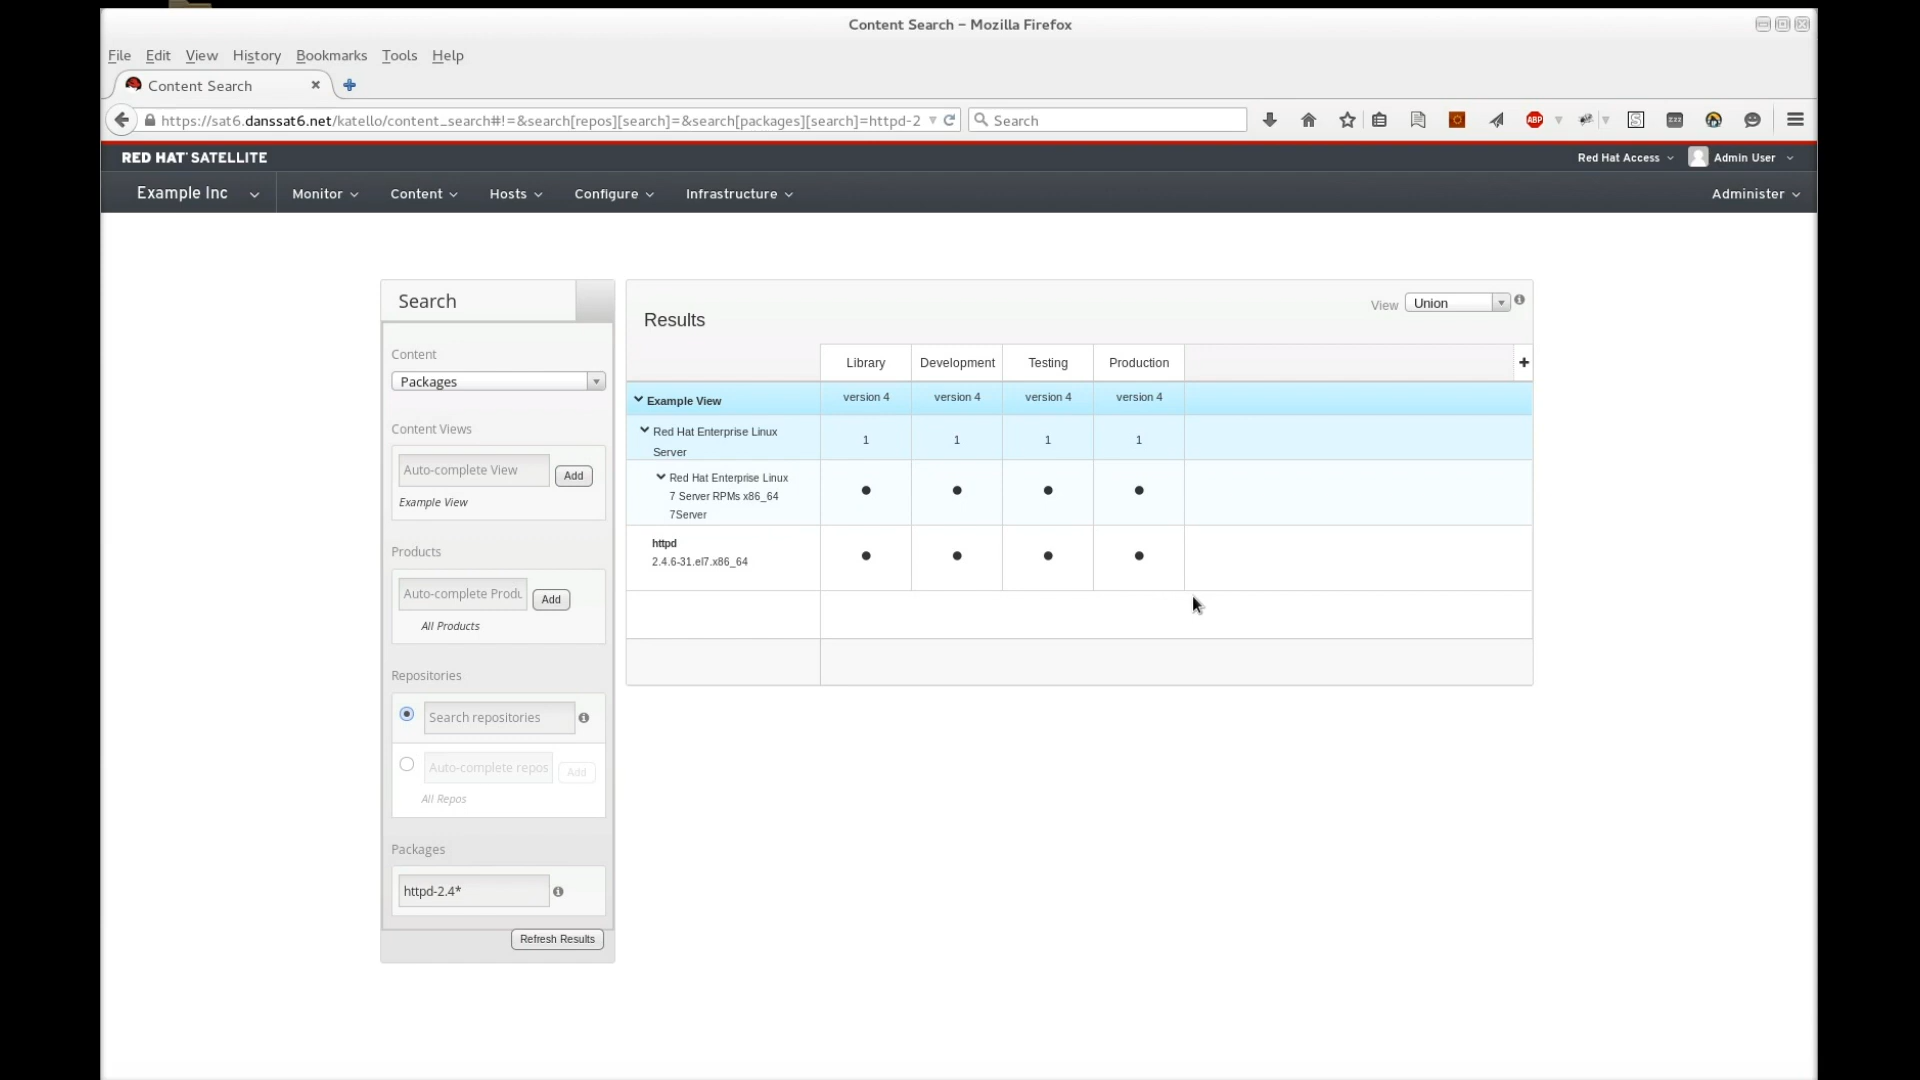 Content Search – Mozilla Firefox
File Edit View History Bookmarks Tools Help
Content Search
https://sat6.danssat6.net/katello/content_search#!=&search[repos][search]=&search[packages][search]=httpd-2
Search
ABP
S
zzz
RED HAT SATELLITE
Red Hat Access
Admin User
Example Inc
Monitor Content Hosts Configure Infrastructure
Administer
Search
Content
Packages
Content Views
Auto-complete View
Add
Example View
Products
Auto-complete Produ
Add
All Products
Repositories
Search repositories
Auto-complete repos
Add
All Repos
Packages
httpd-2.4*
Refresh Results
Results
View
Union
Library Development Testing Production
Example View version 4 version 4 version 4 version 4
Red Hat Enterprise Linux
Server
1 1 1 1
Red Hat Enterprise Linux
7 Server RPMs x86_64
7Server
httpd
2.4.6-31.el7.x86_64